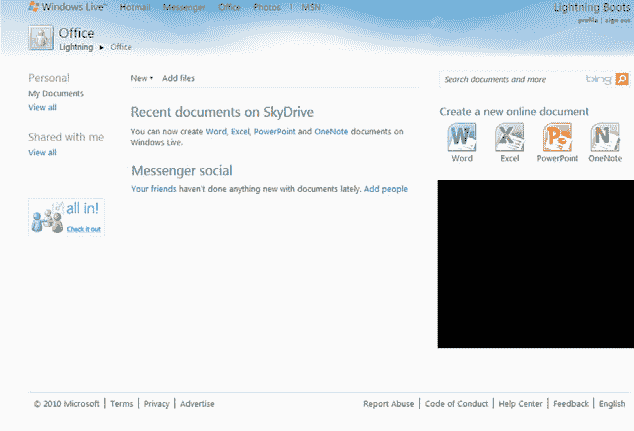 Windows Live™ Hotmail Messenger Office Photos | MSN
Lightning Boots
profile | sign out
Office
Lightning ► Office
Personal
My Documents
View all
Shared with me
View all
all in!
Check it out
New ▾ Add files
Recent documents on SkyDrive
You can now create Word, Excel, PowerPoint and OneNote documents on
Windows Live.
Messenger social
Your friends haven't done anything new with documents lately. Add people
Search documents and more bing
Create a new online document
Word Excel PowerPoint OneNote
© 2010 Microsoft | Terms | Privacy | Advertise
Report Abuse | Code of Conduct | Help Center | Feedback | English